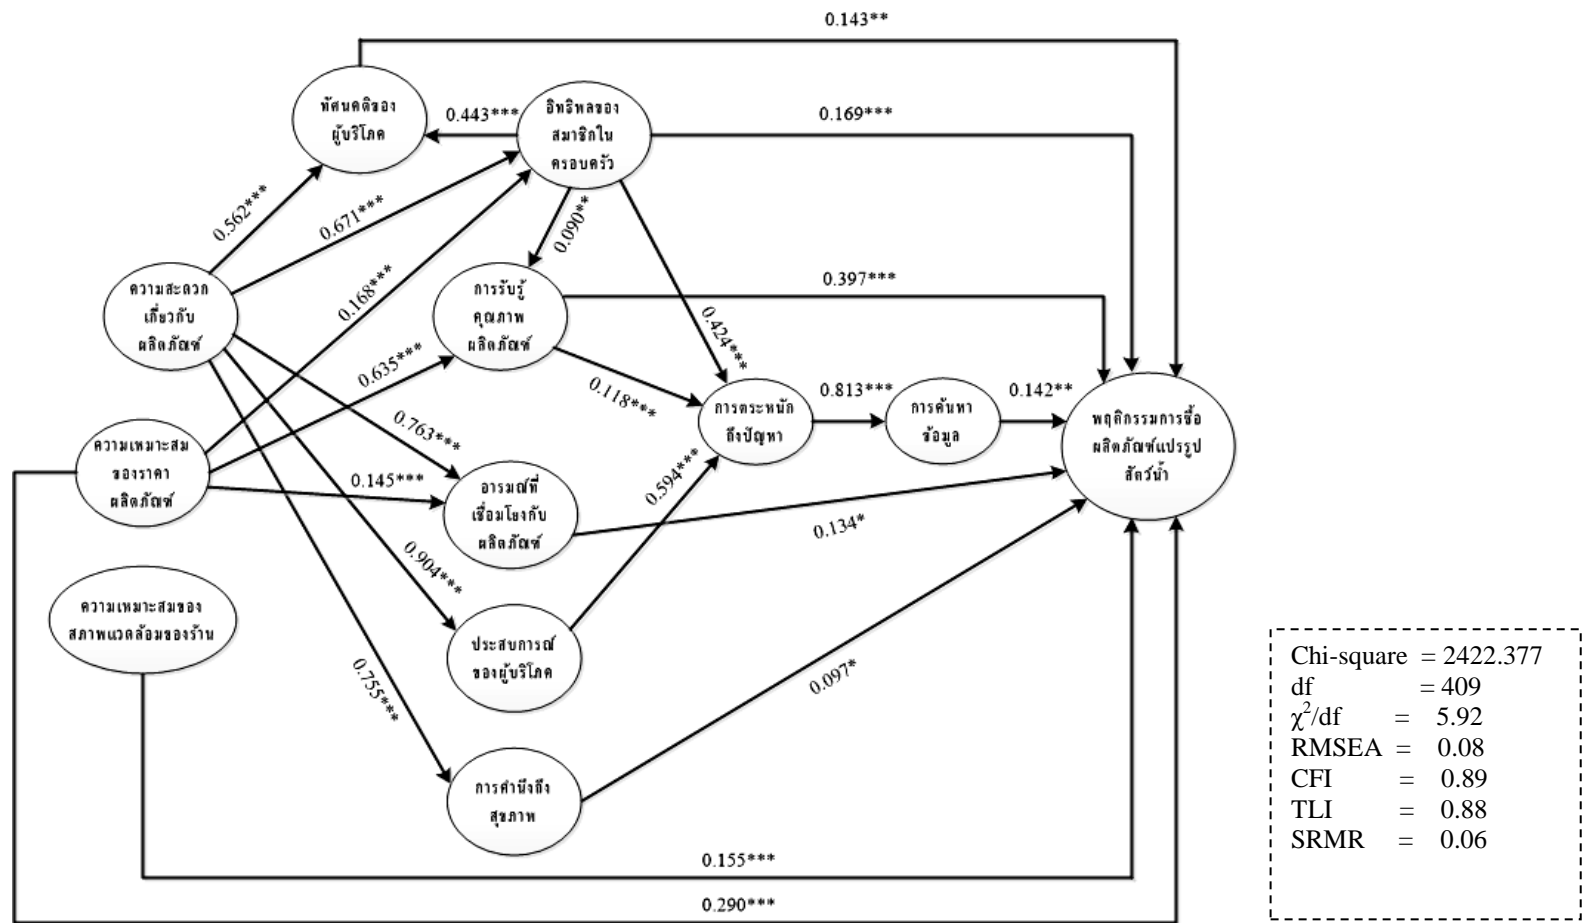 0.143**
ทัศนคติของ
ผู้บริโภค
0.443***
อิทธิพลของ
สมาชิกใน
ครอบครัว
0.169***
0.562***
0.671***
0.090**
0.168***
ความสะดวก
เกี่ยวกับ
ผลิตภัณฑ์
การรับรู้
คุณภาพ
ผลิตภัณฑ์
0.397***
0.424***
0.635***
0.118***
0.763***
การตระหนัก
ถึงปัญหา
0.813***
การค้นหา
ข้อมูล
0.142**
พฤติกรรมการซื้อ
ผลิตภัณฑ์แปรรูป
สัตว์น้ำ
ความเหมาะสม
ของราคา
ผลิตภัณฑ์
0.145***
อารมณ์ที่
เชื่อมโยงกับ
ผลิตภัณฑ์
0.594***
0.134*
0.904***
ความเหมาะสมของ
สภาพแวดล้อมของร้าน
ประสบการณ์
ของผู้บริโภค
0.755***
0.097*
การคำนึงถึง
สุขภาพ
0.155***
0.290***
Chi-square = 2422.377
df = 409
χ²/df = 5.92
RMSEA = 0.08
CFI = 0.89
TLI = 0.88
SRMR = 0.06